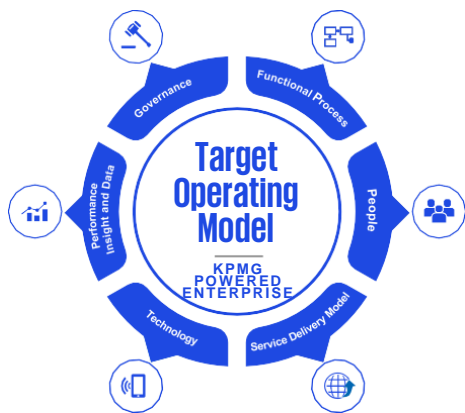 Target
Operating
Model
KPMG
POWERED
ENTERPRISE
Functional Process
People
Service Delivery Model
Technology
Performance
Insight and Data
Governance